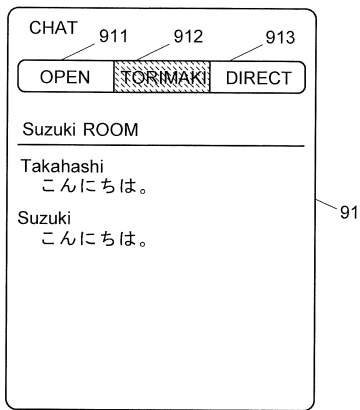 CHAT
911 912 913
OPEN TORIMAKI DIRECT
Suzuki ROOM
Takahashi
こんにちは。
Suzuki
こんにちは。
91